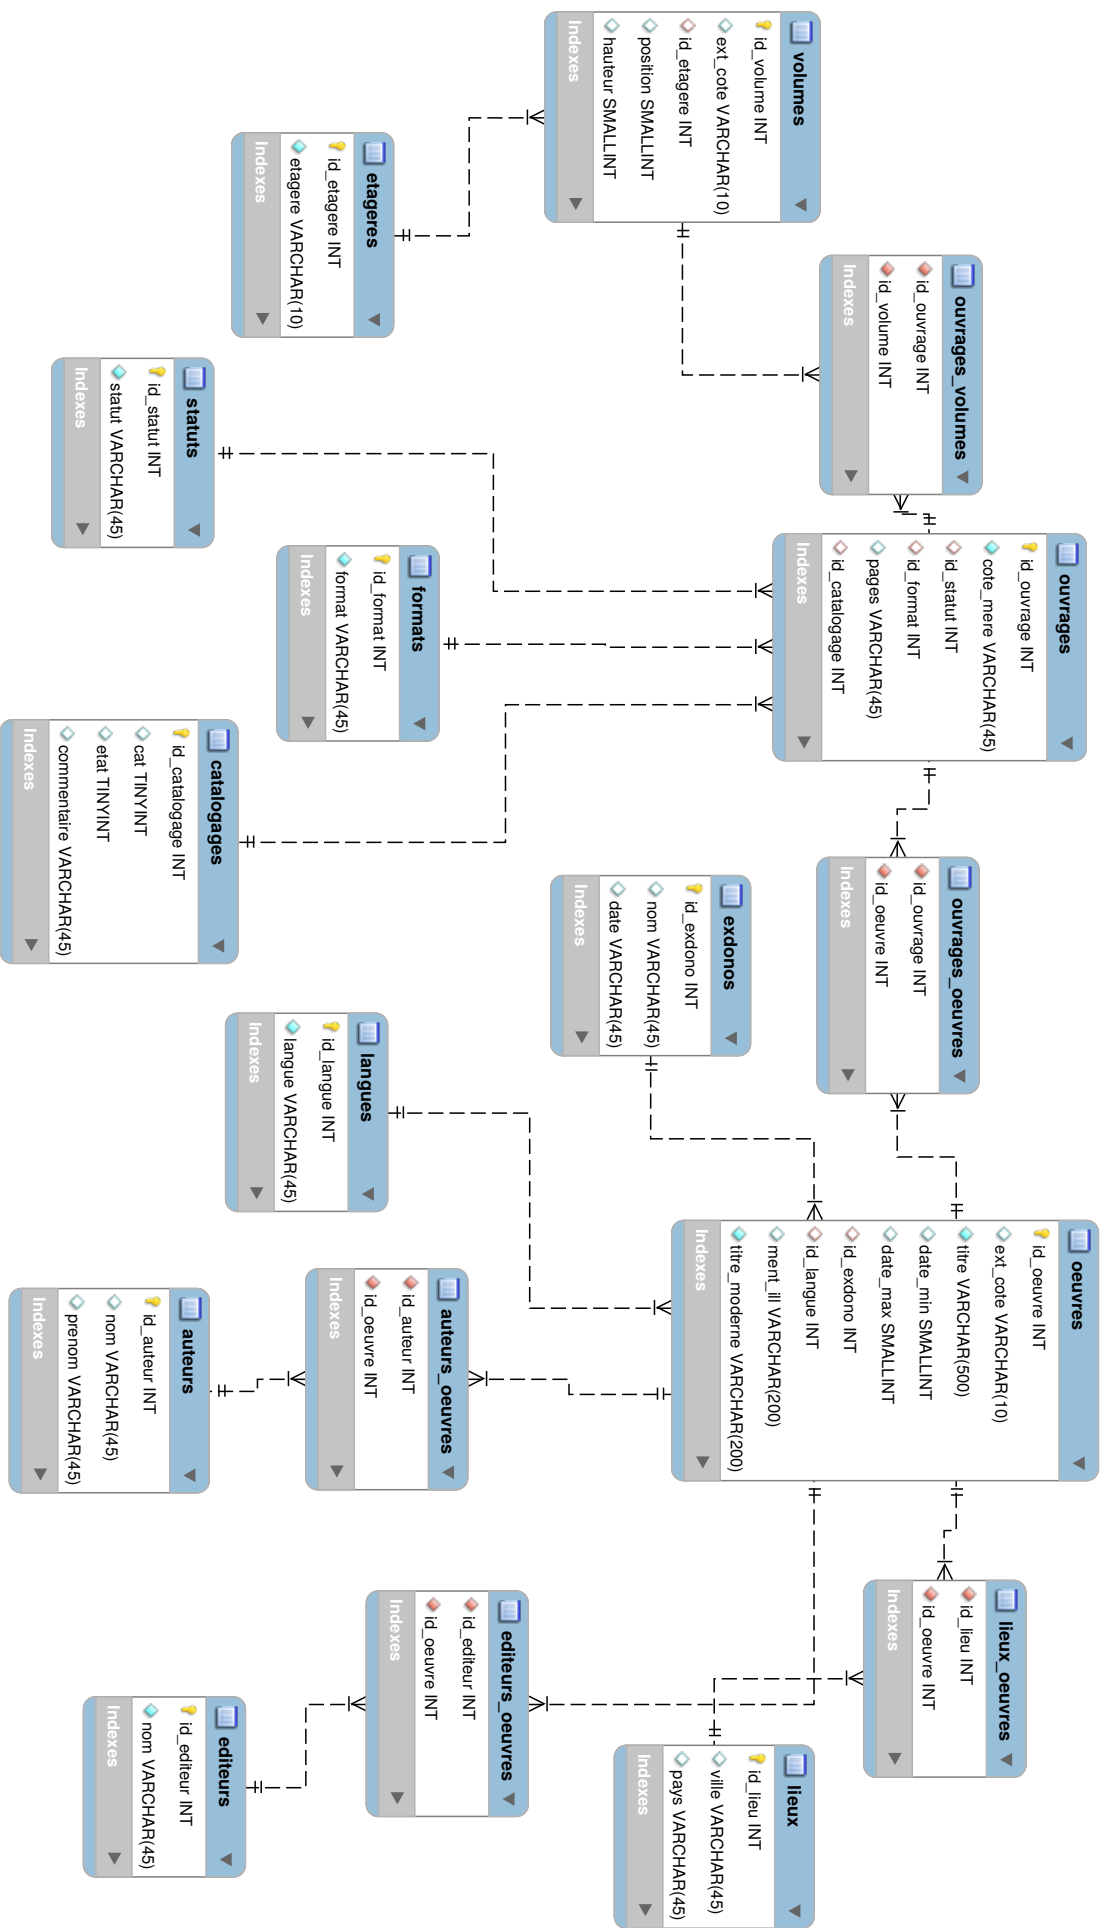 volumes
id_volume INT
ext_cote VARCHAR(10)
id_etagere INT
position SMALLINT
hauteur SMALLINT
Indexes
etageres
id_etagere INT
etagere VARCHAR(10)
Indexes
ouvrages_volumes
id_ouvrage INT
id_volume INT
Indexes
statuts
id_statut INT
statut VARCHAR(45)
Indexes
ouvrages
id_ouvrage INT
cote_mere VARCHAR(45)
id_statut INT
id_format INT
pages VARCHAR(45)
id_catalogage INT
Indexes
formats
id_format INT
format VARCHAR(45)
Indexes
catalogages
id_catalogage INT
cat TINYINT
etat TINYINT
commentaire VARCHAR(45)
Indexes
ouvrages_oeuvres
id_ouvrage INT
id_oeuvre INT
Indexes
exdonos
id_exdono INT
nom VARCHAR(45)
date VARCHAR(45)
Indexes
langues
id_langue INT
langue VARCHAR(45)
Indexes
oeuvres
id_oeuvre INT
ext_cote VARCHAR(10)
titre VARCHAR(500)
date_min SMALLINT
date_max SMALLINT
id_exdono INT
id_langue INT
ment_ill VARCHAR(200)
titre_moderne VARCHAR(200)
Indexes
auteurs_oeuvres
id_auteur INT
id_oeuvre INT
Indexes
auteurs
id_auteur INT
nom VARCHAR(45)
prenom VARCHAR(45)
Indexes
lieux_oeuvres
id_lieu INT
id_oeuvre INT
Indexes
editeurs_oeuvres
id_editeur INT
id_oeuvre INT
Indexes
editeurs
id_editeur INT
nom VARCHAR(45)
Indexes
lieux
id_lieu INT
ville VARCHAR(45)
pays VARCHAR(45)
Indexes